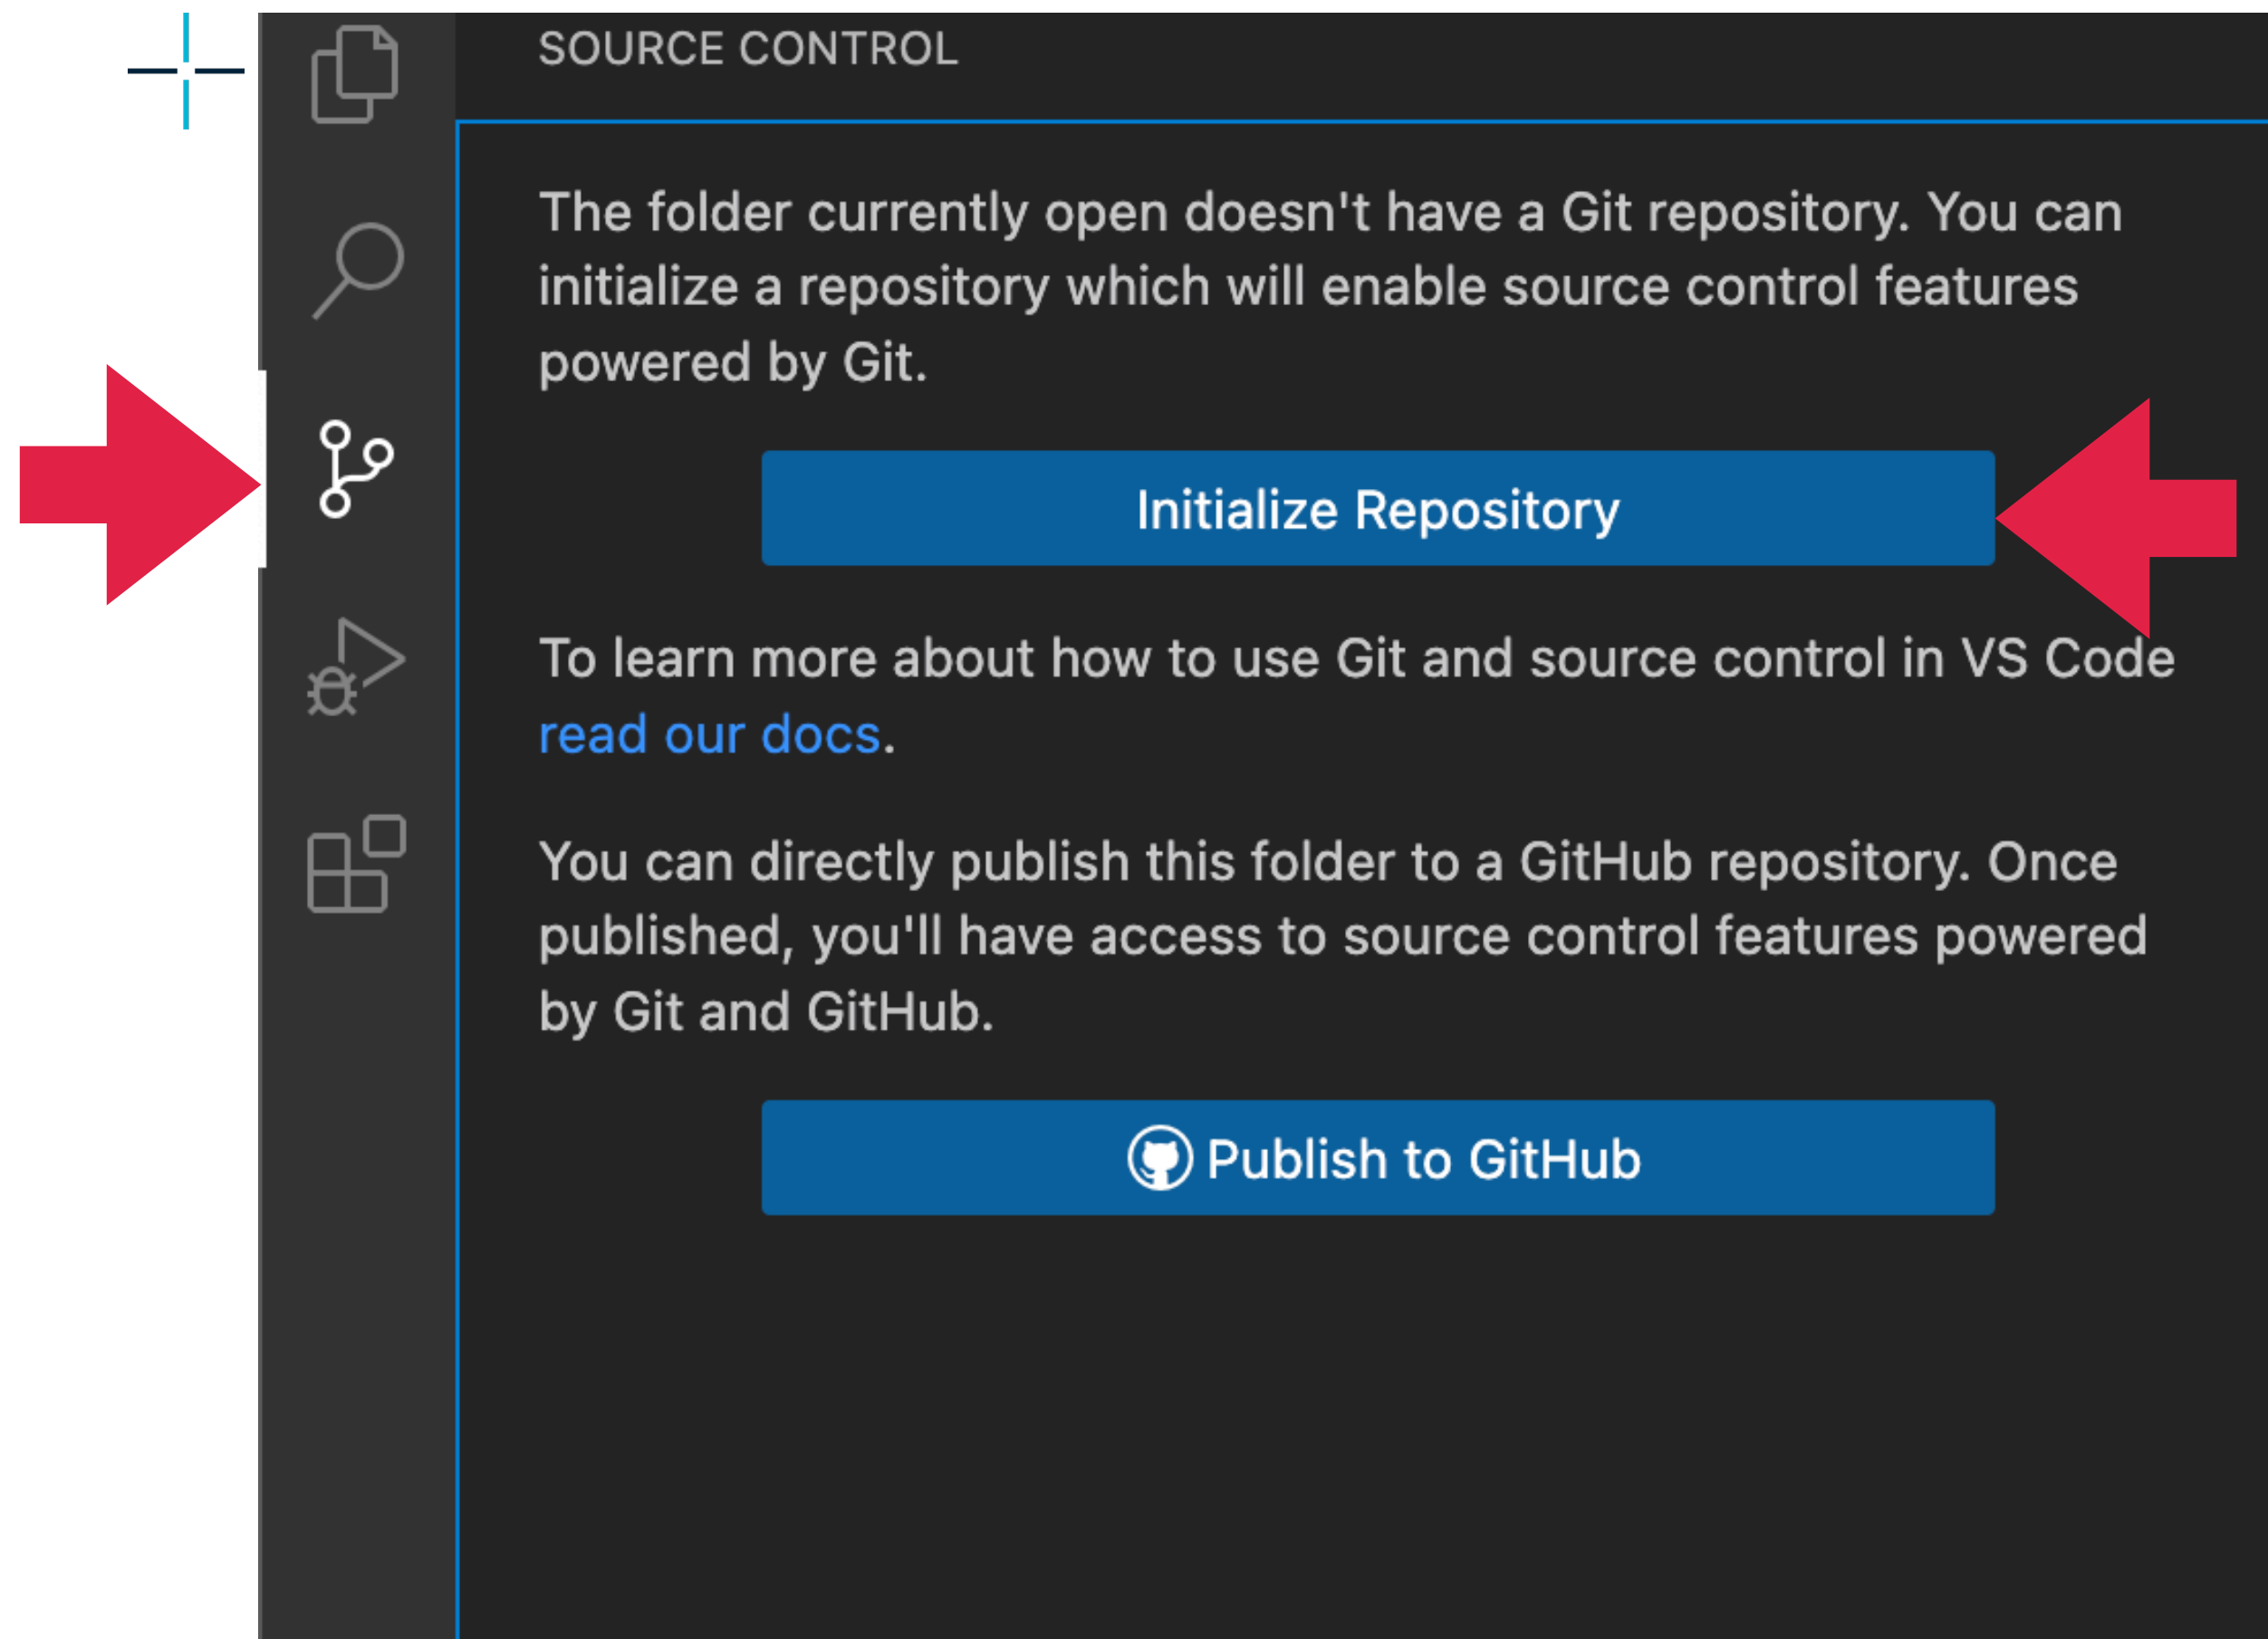 SOURCE CONTROL
The folder currently open doesn't have a Git repository. You can
initialize a repository which will enable source control features
powered by Git.
Initialize Repository
To learn more about how to use Git and source control in VS Code
read our docs.
You can directly publish this folder to a GitHub repository. Once
published, you'll have access to source control features powered
by Git and GitHub.
Publish to GitHub